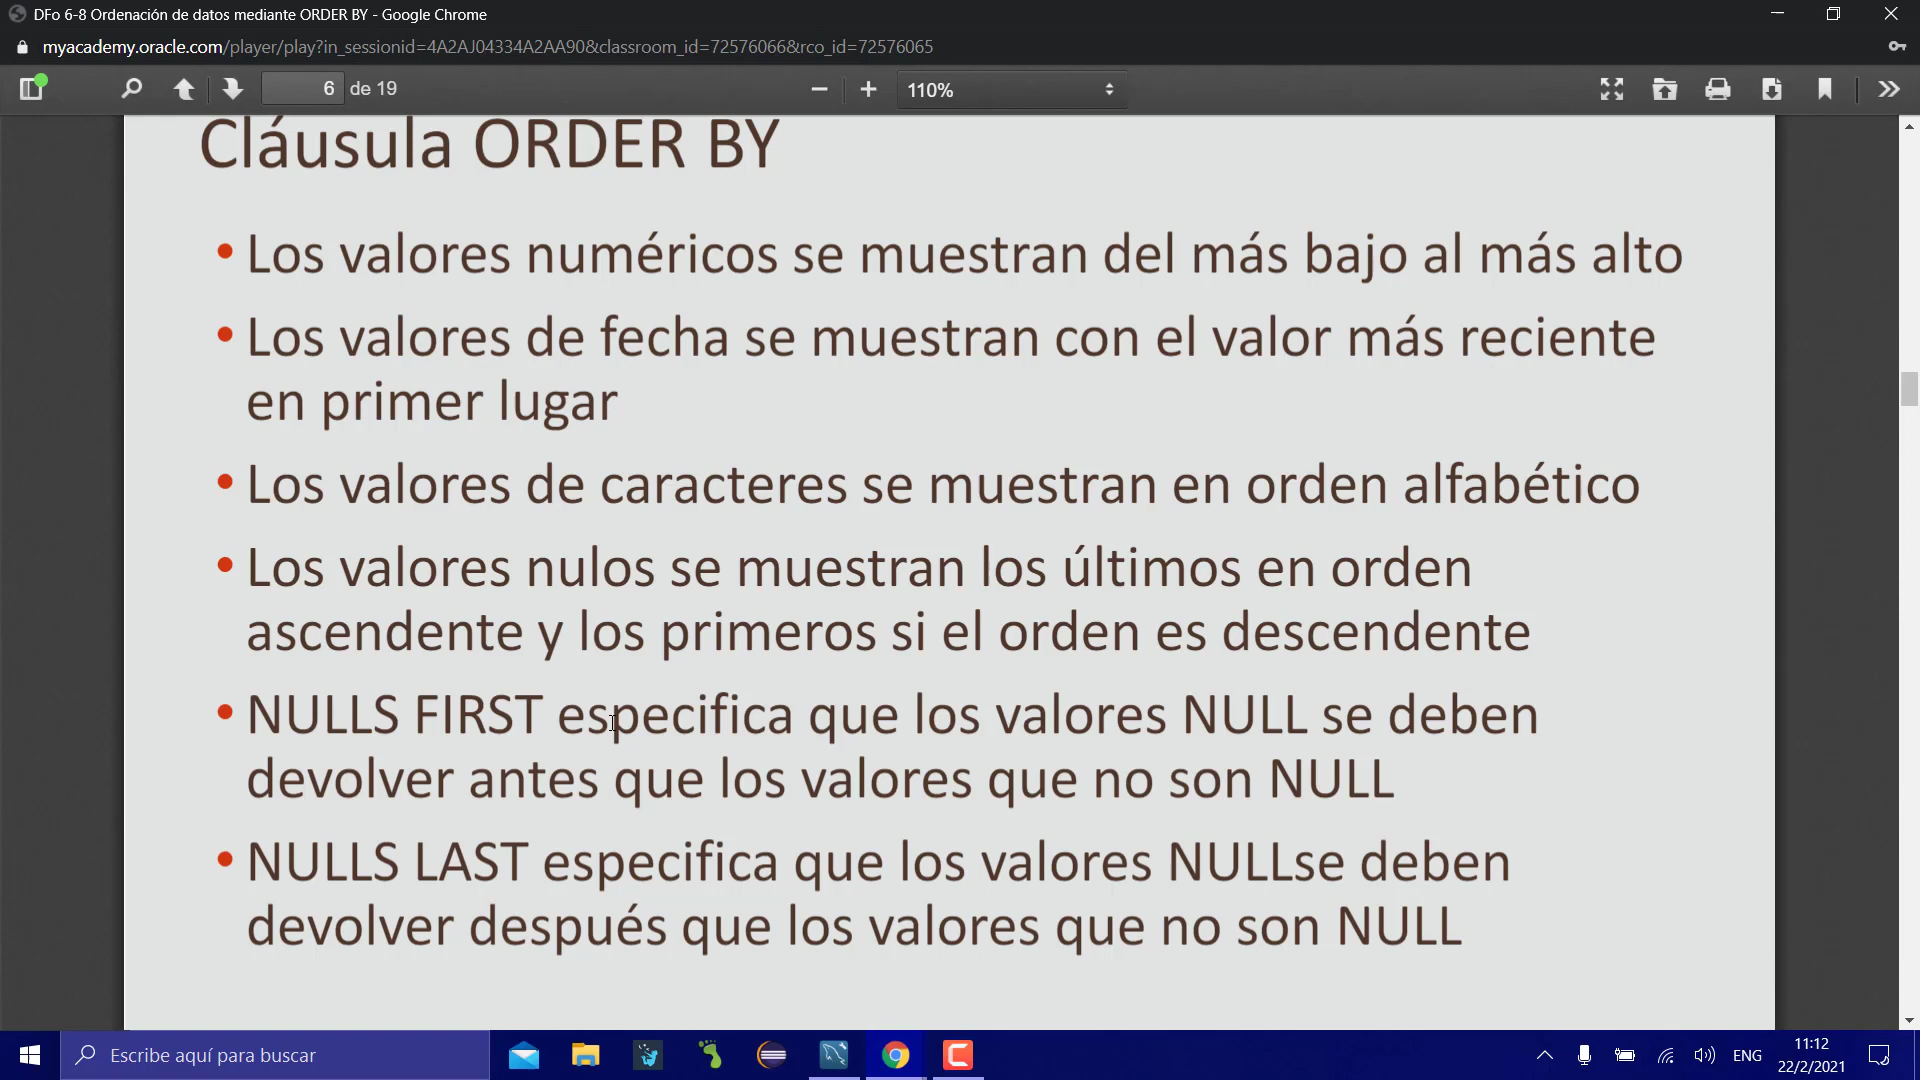 DFo 6-8 Ordenación de datos mediante ORDER BY - Google Chrome
myacademy.oracle.com/player/play?in_sessionid=4A2AJ04334A2AA90&classroom_id=72576066&rco_id=72576065
6 de 19
110%
Cláusula ORDER BY
• Los valores numéricos se muestran del más bajo al más alto
• Los valores de fecha se muestran con el valor más reciente
en primer lugar
• Los valores de caracteres se muestran en orden alfabético
• Los valores nulos se muestran los últimos en orden
ascendente y los primeros si el orden es descendente
• NULLS FIRST especifica que los valores NULL se deben
devolver antes que los valores que no son NULL
• NULLS LAST especifica que los valores NULLse deben
devolver después que los valores que no son NULL
Escribe aquí para buscar
ENG
11:12
22/2/2021